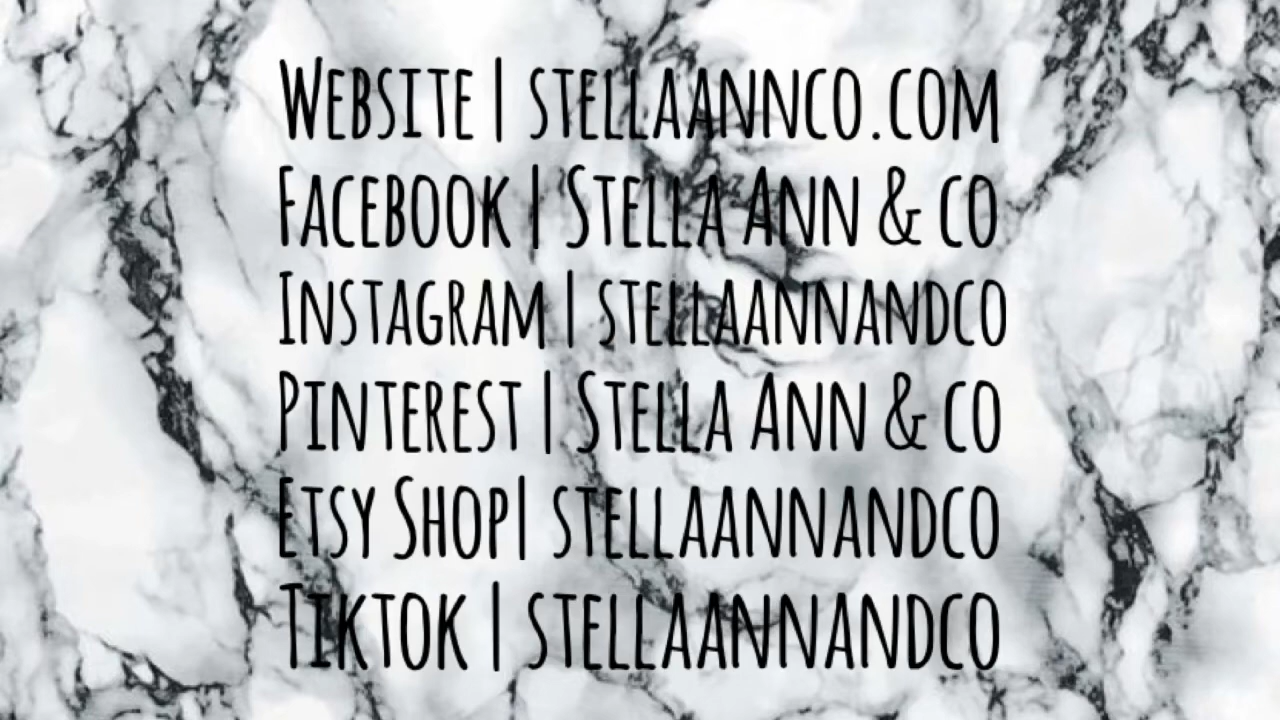 Website | stellaannco.com
Facebook | Stella Ann & co
Instagram | stellaannandco
Pinterest | Stella Ann & co
Etsy Shop| stellaannandco
Tiktok | stellaannandco